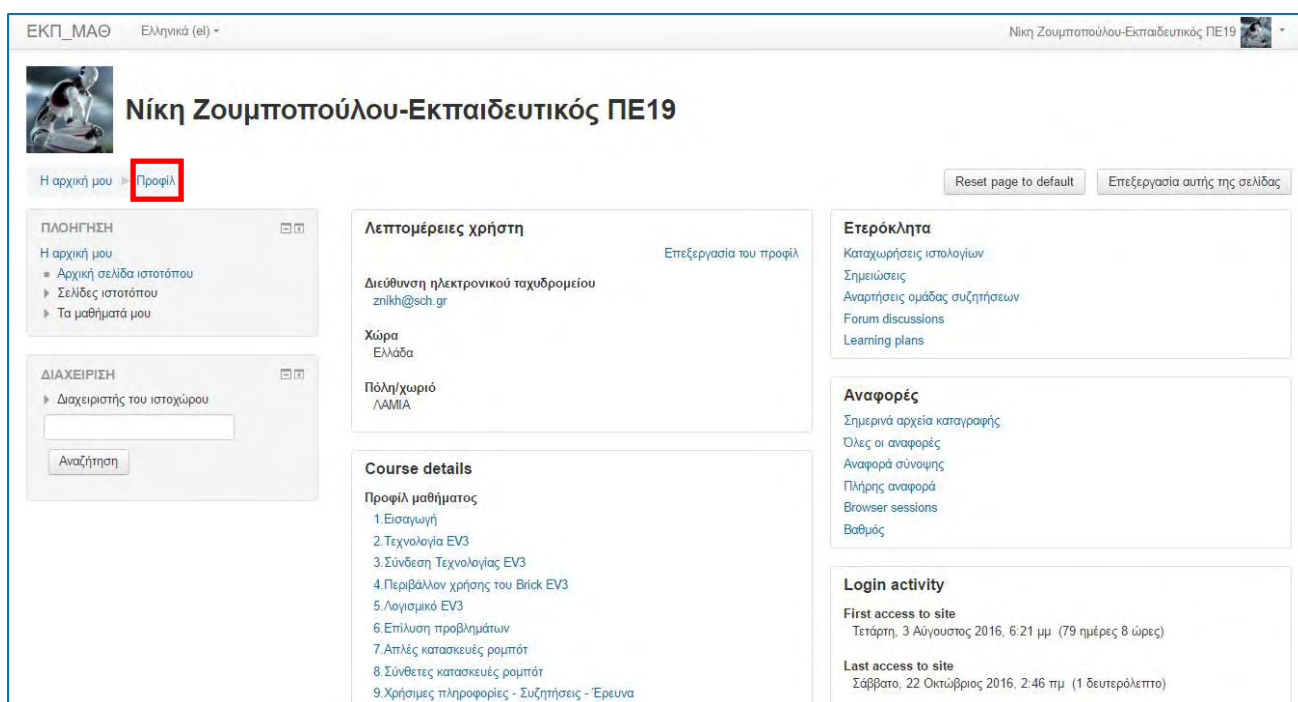 ΕΚΠ_ΜΑΘ Ελληνικά (el)
Νίκη Ζουμποπούλου-Εκπαιδευτικός ΠΕ19
Νίκη Ζουμποπούλου-Εκπαιδευτικός ΠΕ19
Η αρχική μου Προφίλ
Reset page to default Επεξεργασία αυτής της σελίδας
ΠΛΟΗΓΗΣΗ
Η αρχική μου
Αρχική σελίδα ιστοτόπου
Σελίδες ιστοτόπου
Τα μαθήματά μου
ΔΙΑΧΕΙΡΙΣΗ
Διαχειριστής του ιστοχώρου
Αναζήτηση
Λεπτομέρειες χρήστη
Επεξεργασία του προφίλ
Διεύθυνση ηλεκτρονικού ταχυδρομείου
znikh@sch.gr
Χώρα
Ελλάδα
Πόλη/χωριό
ΛΑΜΙΑ
Course details
Προφίλ μαθήματος
1.Εισαγωγή
2.Τεχνολογία EV3
3.Σύνδεση Τεχνολογίας EV3
4.Περιβάλλον χρήσης του Brick EV3
5.Λογισμικό EV3
6.Επίλυση προβλημάτων
7.Απλές κατασκευές ρομπότ
8.Σύνθετες κατασκευές ρομπότ
9.Χρήσιμες πληροφορίες - Συζητήσεις - Έρευνα
Ετερόκλητα
Καταχωρήσεις ιστολογίων
Σημειώσεις
Αναρτήσεις ομάδας συζητήσεων
Forum discussions
Learning plans
Αναφορές
Σημερινά αρχεία καταγραφής
Όλες οι αναφορές
Αναφορά σύνοψης
Πλήρης αναφορά
Browser sessions
Βαθμός
Login activity
First access to site
Τετάρτη, 3 Αύγουστος 2016, 6:21 μμ (79 ημέρες 8 ώρες)
Last access to site
Σάββατο, 22 Οκτώβριος 2016, 2:46 πμ (1 δευτερόλεπτο)